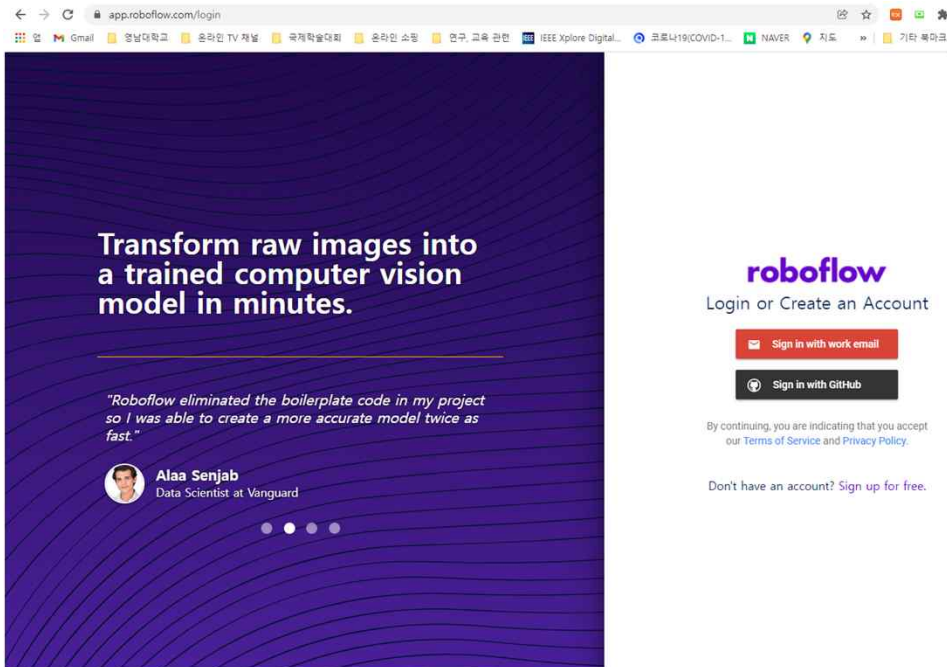 app.roboflow.com/login
앱 Gmail 영남대학교 온라인 TV 채널 국제학술대회 온라인 쇼핑 연구, 교육 관련 IEEE Xplore Digital... 코로나19(COVID-1... NAVER 지도 » 기타 북마크
Transform raw images into
a trained computer vision
model in minutes.
"Roboflow eliminated the boilerplate code in my project
so I was able to create a more accurate model twice as
fast."
Alaa Senjab
Data Scientist at Vanguard
roboflow
Login or Create an Account
Sign in with work email
Sign in with GitHub
By continuing, you are indicating that you accept
our Terms of Service and Privacy Policy.
Don't have an account? Sign up for free.